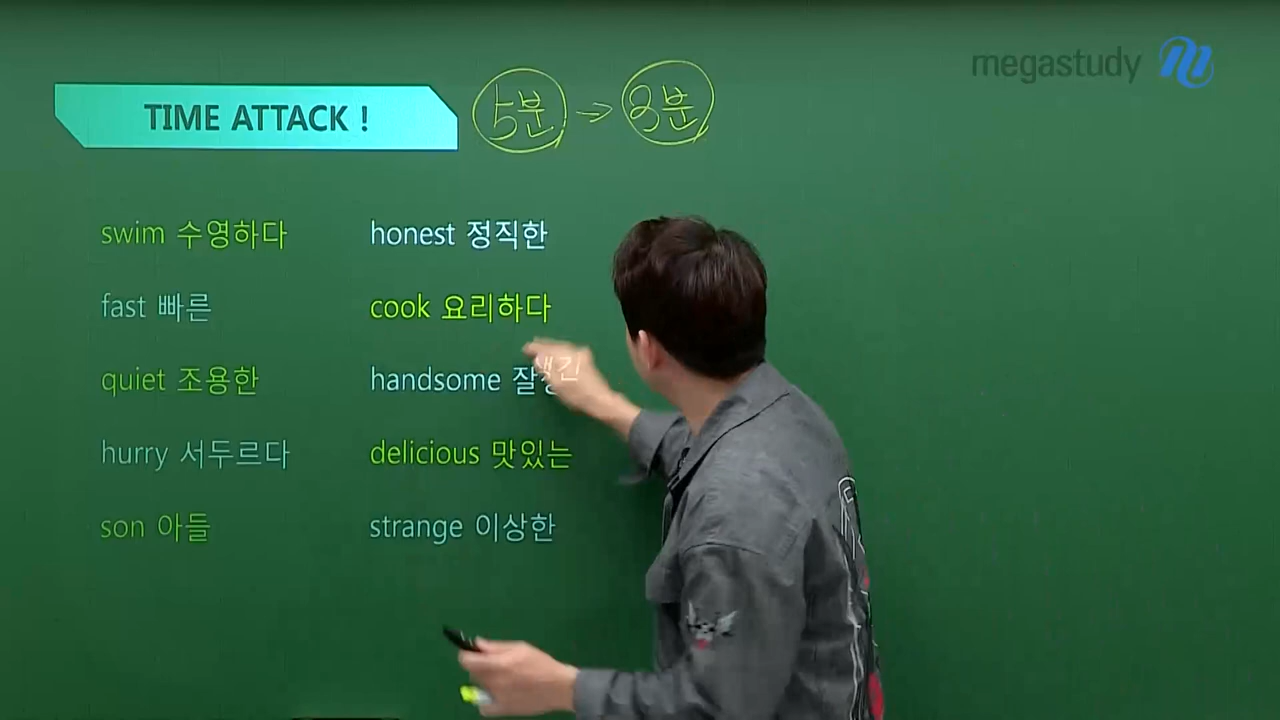 megastudy
TIME ATTACK !
5분 → 3분
swim 수영하다
fast 빠른
quiet 조용한
hurry 서두르다
son 아들
honest 정직한
cook 요리하다
handsome 잘생긴
delicious 맛있는
strange 이상한